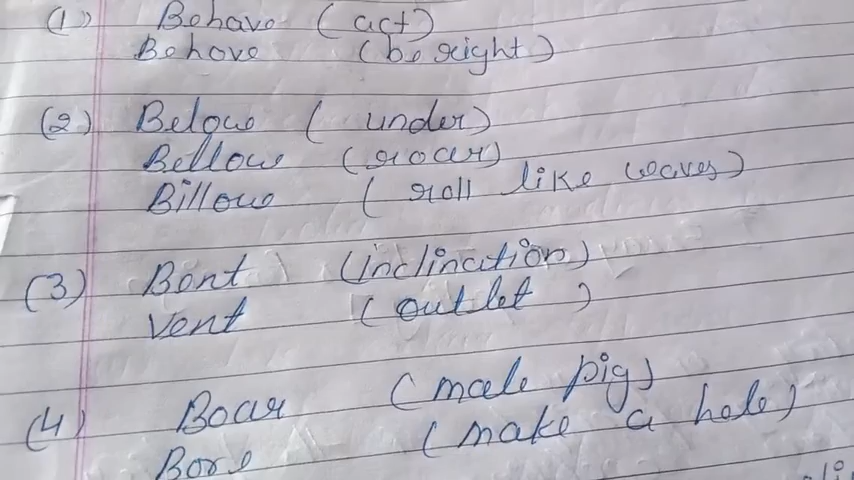 (1) Behave (act)
Behove (be right)
(2) Below (under)
Bellow (roar)
Billow (roll like waves)
(3) Bent (inclination)
Vent (outlet)
(4) Boar (male pig)
Bore (make a hole)